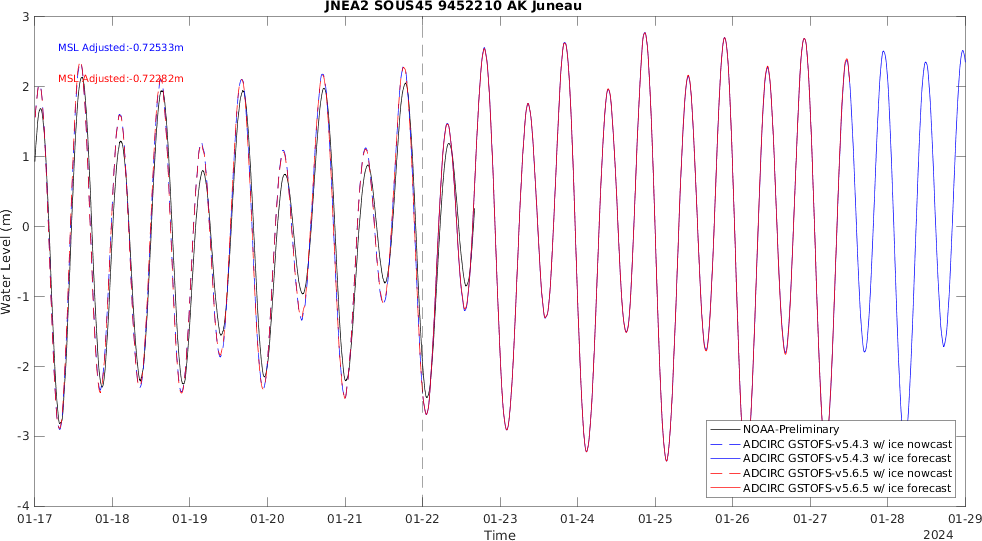 JNEA2 SOUS45 9452210 AK Juneau
3
2
1
0
-1
-2
-3
-4
Water Level (m)
MSL Adjusted:-0.72533m
MSL Adjusted:-0.72282m
NOAA-Preliminary
ADCIRC GSTOFS-v5.4.3 w/ ice nowcast
ADCIRC GSTOFS-v5.4.3 w/ ice forecast
ADCIRC GSTOFS-v5.6.5 w/ ice nowcast
ADCIRC GSTOFS-v5.6.5 w/ ice forecast
01-17 01-18 01-19 01-20 01-21 01-22 01-23 01-24 01-25 01-26 01-27 01-28 01-29
Time
2024